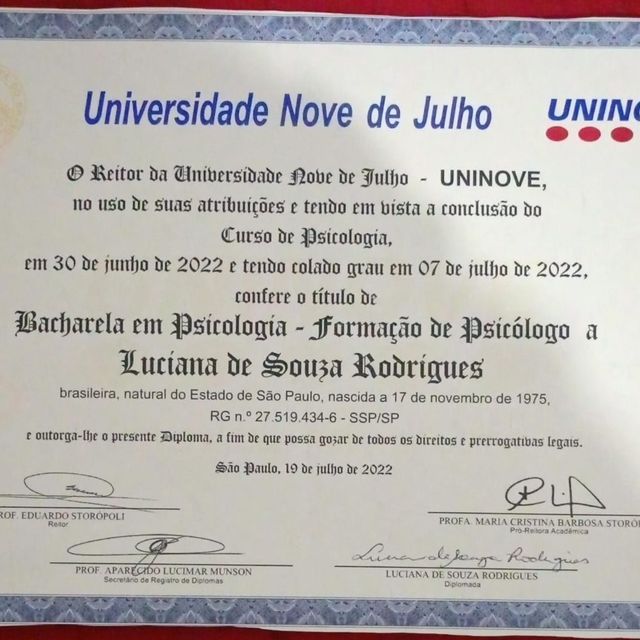 Universidade Nove de Julho
UNINO
O Reitor da Universidade Nove de Julho - UNINOVE,
no uso de suas atribuições e tendo em vista a conclusão do
Curso de Psicologia,
em 30 de junho de 2022 e tendo colado grau em 07 de julho de 2022,
confere o título de
Bacharela em Psicologia - Formação de Psicólogo a
Luciana de Souza Rodrigues
brasileira, natural do Estado de São Paulo, nascida a 17 de novembro de 1975,
RG n.º 27.519.434-6 - SSP/SP
e outorga-lhe o presente Diploma, a fim de que possa gozar de todos os direitos e prerrogativas legais.
São Paulo, 19 de julho de 2022
ROF. EDUARDO STORÓPOLI
Reitor
PROFA. MARIA CRISTINA BARBOSA STORÓ
Pró-Reitora Acadêmica
PROF. APARECIDO LUCIMAR MUNSON
Secretário de Registro de Diplomas
Luciana de Souza Rodrigues
LUCIANA DE SOUZA RODRIGUES
Diplomada